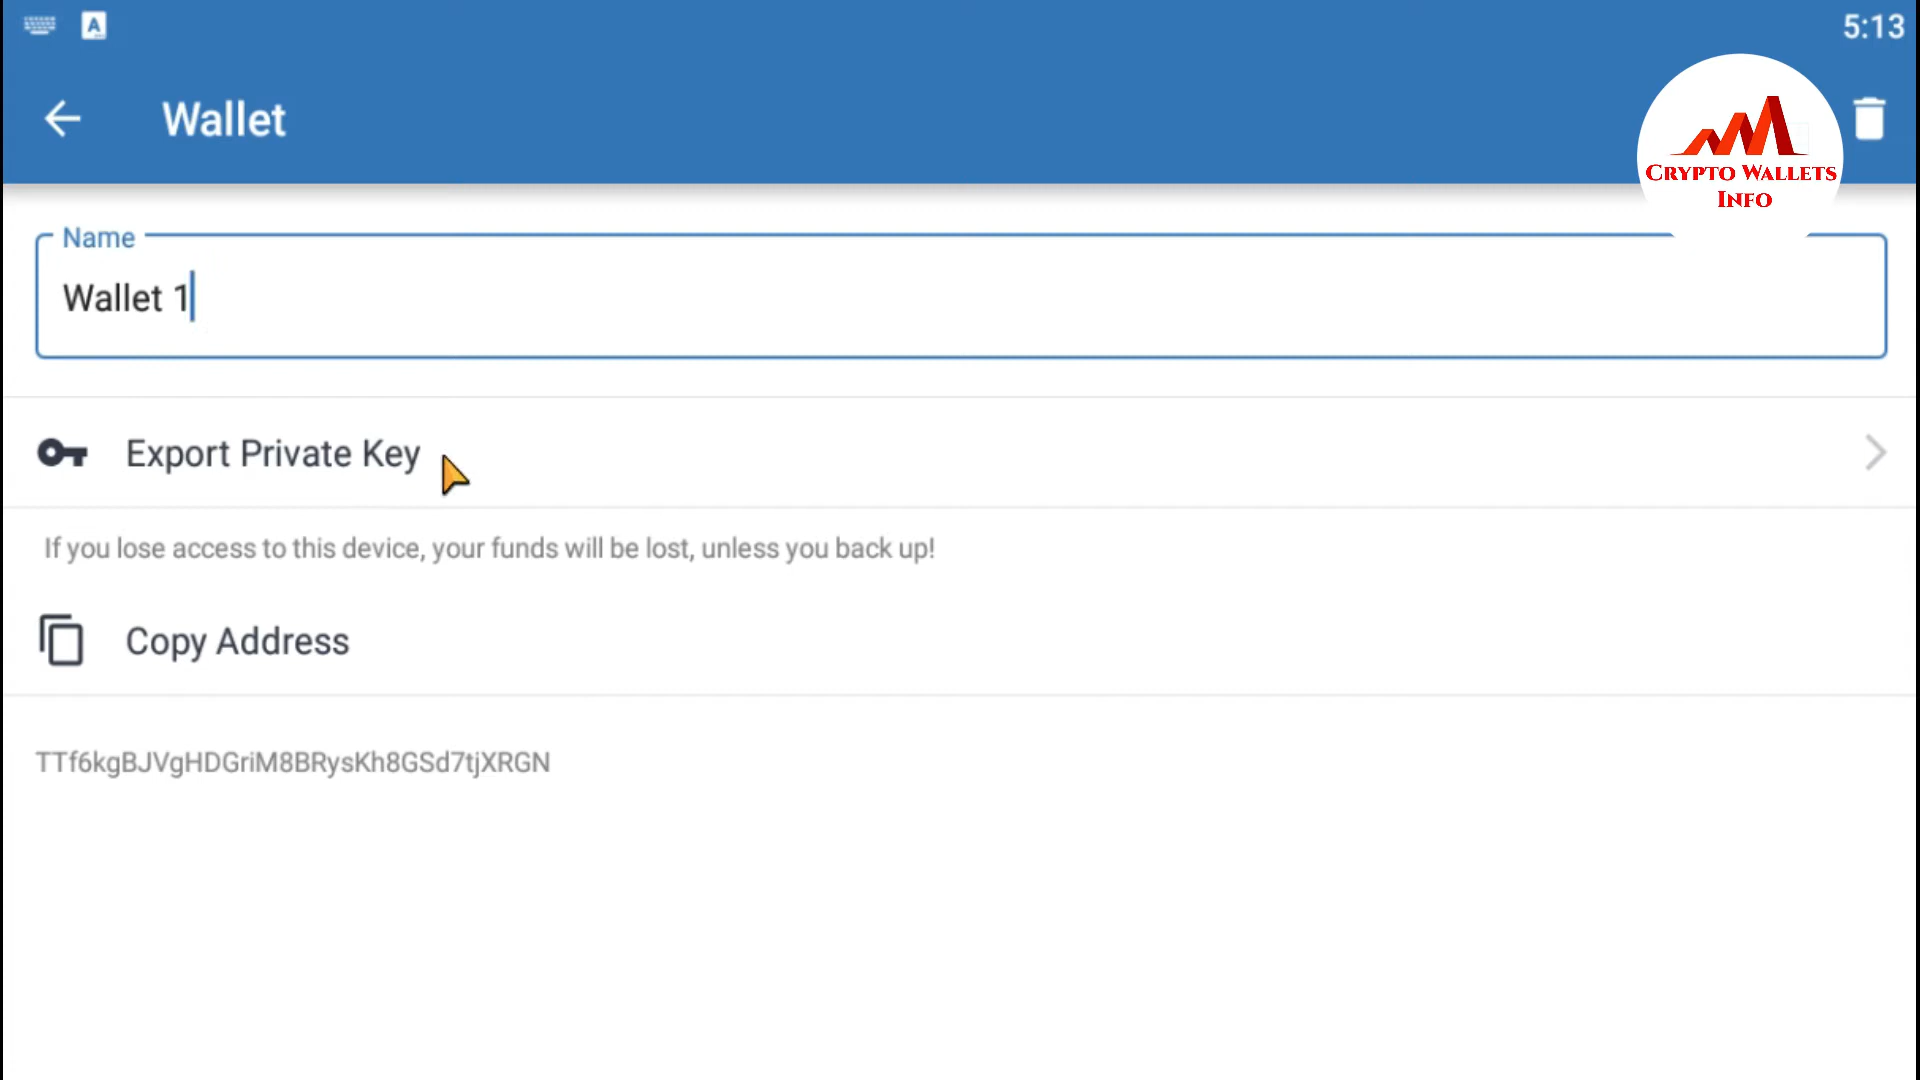 A
5:13
Wallet
CRYPTO WALLETS
INFO
Name
Wallet 1
Export Private Key
If you lose access to this device, your funds will be lost, unless you back up!
Copy Address
TTf6kgBJVgHDGriM8BRysKh8GSd7tjXRGN